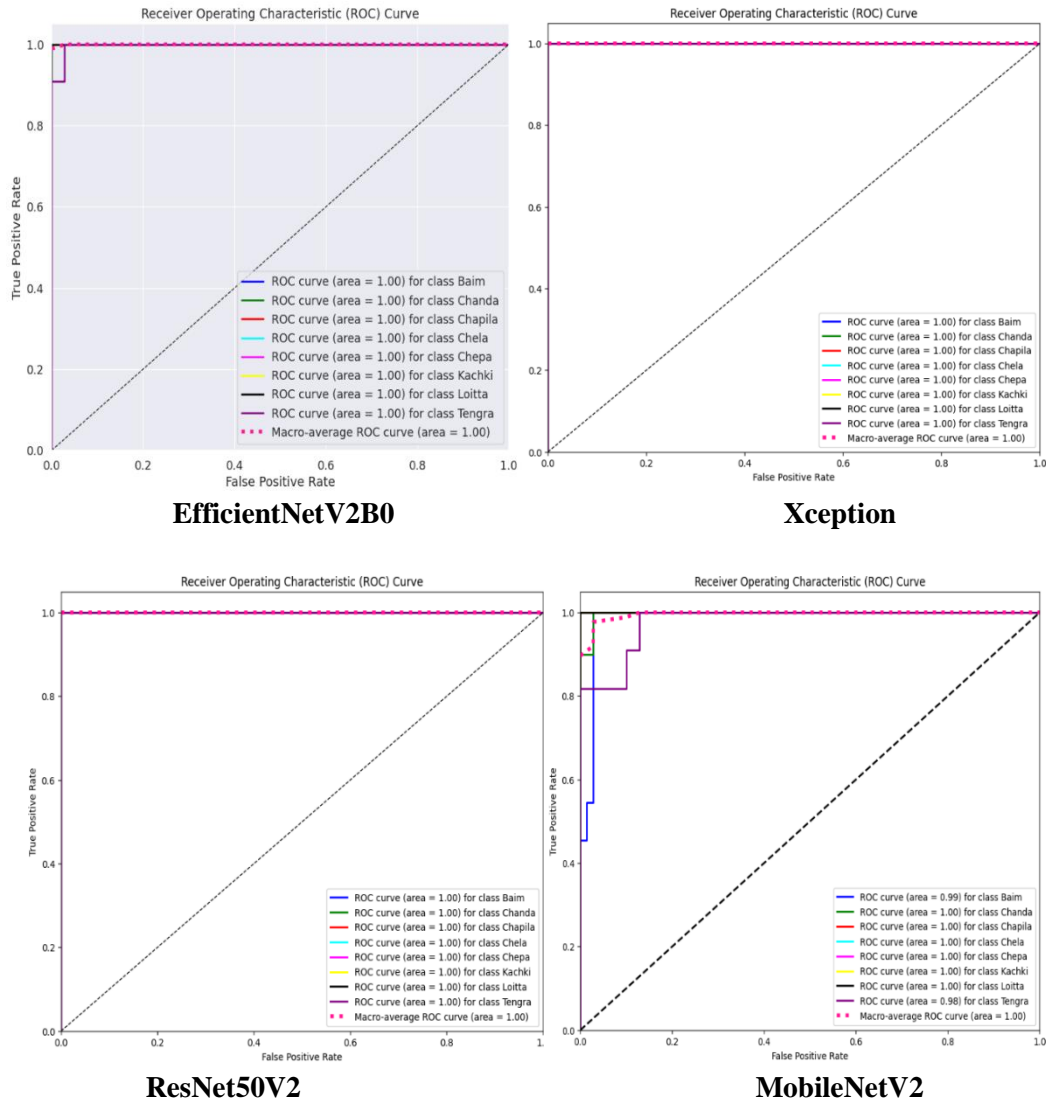 Receiver Operating Characteristic (ROC) Curve
1.0
0.8
0.6
0.4
0.2
0.0
True Positive Rate
ROC curve (area = 1.00) for class Baim
ROC curve (area = 1.00) for class Chanda
ROC curve (area = 1.00) for class Chapila
ROC curve (area = 1.00) for class Chela
ROC curve (area = 1.00) for class Chepa
ROC curve (area = 1.00) for class Kachki
ROC curve (area = 1.00) for class Loitta
ROC curve (area = 1.00) for class Tengra
Macro-average ROC curve (area = 1.00)
0.0 0.2 0.4 0.6 0.8 1.0
False Positive Rate
EfficientNetV2B0
Receiver Operating Characteristic (ROC) Curve
1.0
0.8
0.6
0.4
0.2
0.0
ROC curve (area = 1.00) for class Baim
ROC curve (area = 1.00) for class Chanda
ROC curve (area = 1.00) for class Chapila
ROC curve (area = 1.00) for class Chela
ROC curve (area = 1.00) for class Chepa
ROC curve (area = 1.00) for class Kachki
ROC curve (area = 1.00) for class Loitta
ROC curve (area = 1.00) for class Tengra
Macro-average ROC curve (area = 1.00)
0.0 0.2 0.4 0.6 0.8 1.0
False Positive Rate
Xception
Receiver Operating Characteristic (ROC) Curve
1.0
0.8
0.6
0.4
0.2
0.0
True Positive Rate
ROC curve (area = 1.00) for class Baim
ROC curve (area = 1.00) for class Chanda
ROC curve (area = 1.00) for class Chapila
ROC curve (area = 1.00) for class Chela
ROC curve (area = 1.00) for class Chepa
ROC curve (area = 1.00) for class Kachki
ROC curve (area = 1.00) for class Loitta
ROC curve (area = 1.00) for class Tengra
Macro-average ROC curve (area = 1.00)
0.0 0.2 0.4 0.6 0.8 1.
False Positive Rate
ResNet50V2
Receiver Operating Characteristic (ROC) Curve
1.0
0.8
0.6
0.4
0.2
0.0
True Positive Rate
ROC curve (area = 0.99) for class Baim
ROC curve (area = 1.00) for class Chanda
ROC curve (area = 1.00) for class Chapila
ROC curve (area = 1.00) for class Chela
ROC curve (area = 1.00) for class Chepa
ROC curve (area = 1.00) for class Kachki
ROC curve (area = 1.00) for class Loitta
ROC curve (area = 0.98) for class Tengra
Macro-average ROC curve (area = 1.00)
0.0 0.2 0.4 0.6 0.8 1.0
False Positive Rate
MobileNetV2